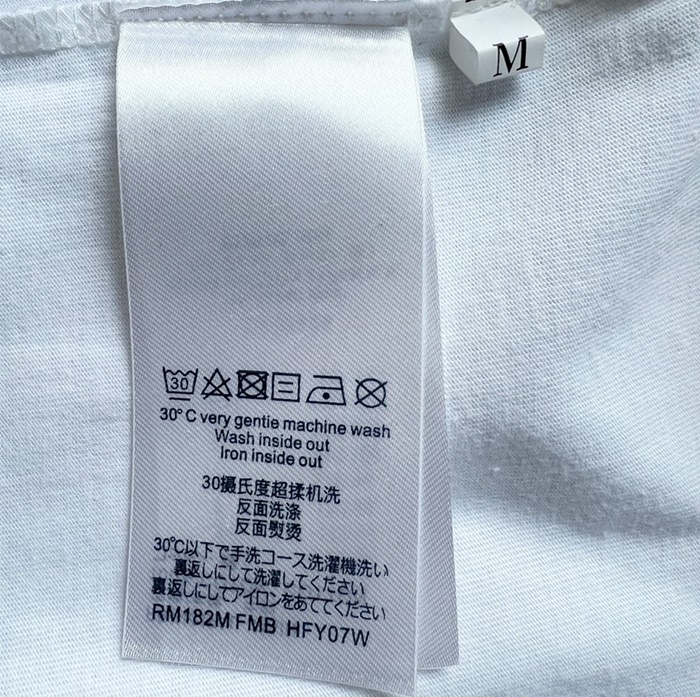 M
30
30° C very gentie machine wash
Wash inside out
Iron inside out
30摄氏度超揉机洗
反面洗涤
反面熨烫
30℃以下で手洗コース洗濯機洗い
裏返しにして洗濯してください
裏返しにしてアイロンをあててください
RM182M FMB HFY07W